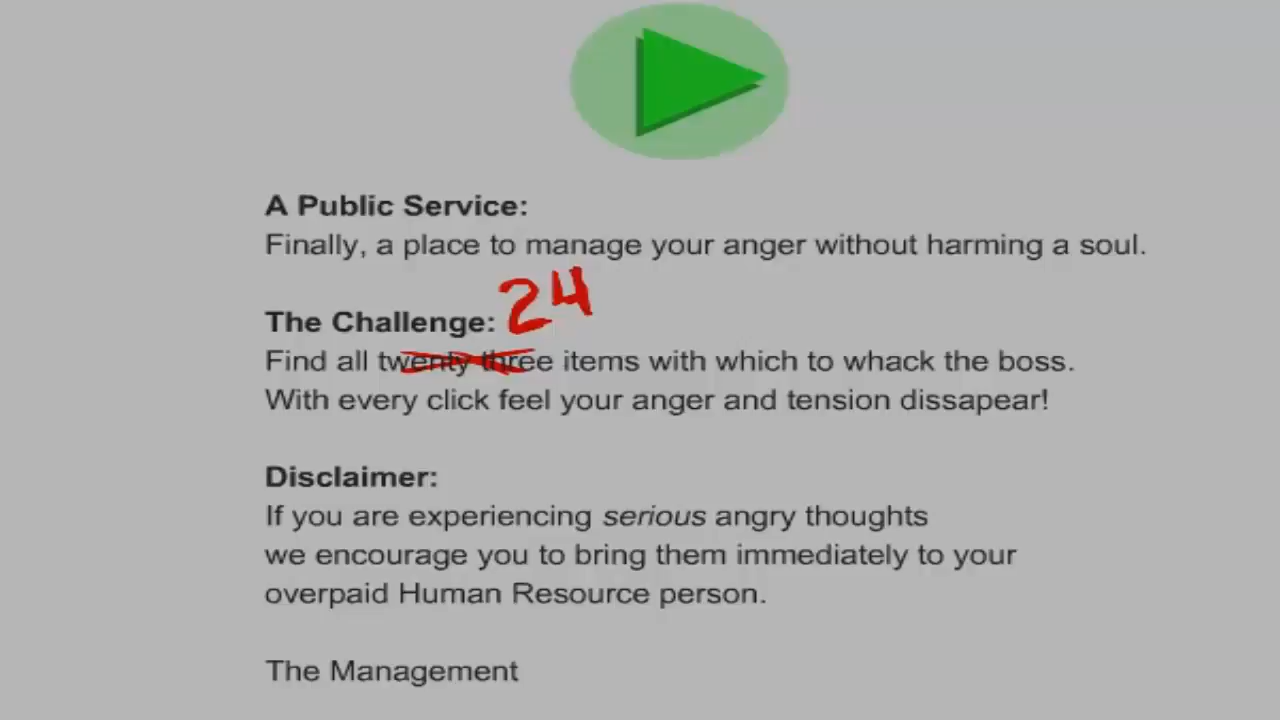 A Public Service:
Finally, a place to manage your anger without harming a soul.
24
The Challenge:
Find all twenty three items with which to whack the boss.
With every click feel your anger and tension dissapear!
Disclaimer:
If you are experiencing serious angry thoughts
we encourage you to bring them immediately to your
overpaid Human Resource person.
The Management